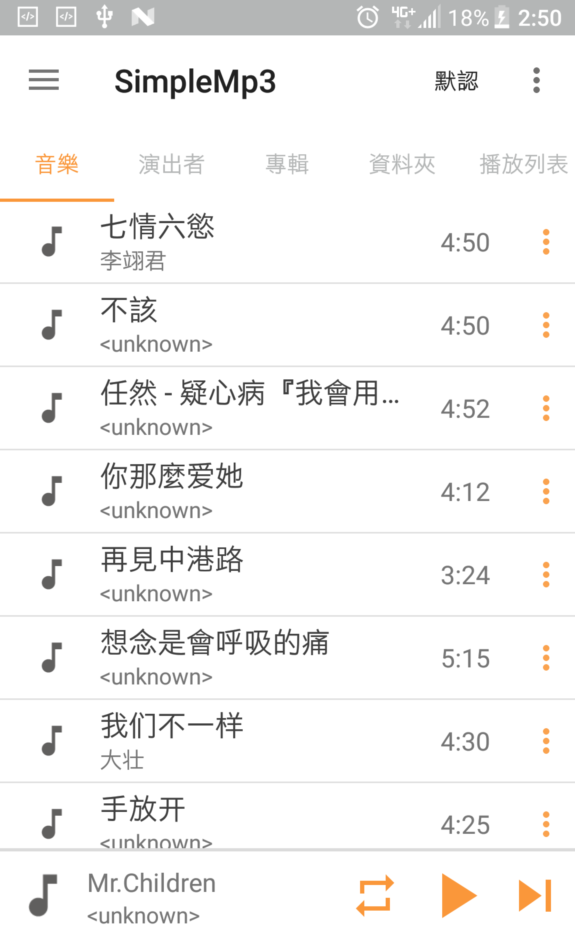 4G+ 18% 2:50
SimpleMp3 默認
音樂 演出者 專輯 資料夾 播放列表
七情六慾 4:50
李翊君
不該 4:50
<unknown>
任然 - 疑心病『我會用... 4:52
<unknown>
你那麼爱她 4:12
<unknown>
再見中港路 3:24
<unknown>
想念是會呼吸的痛 5:15
<unknown>
我们不一样 4:30
大壮
手放开 4:25
<unknown>
Mr.Children
<unknown>